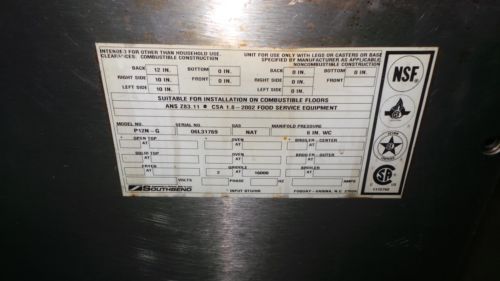 INTENDED FOR OTHER THAN HOUSEHOLD USE.
CLEARANCES: COMBUSTIBLE CONSTRUCTION
UNIT FOR USE ONLY WITH LEGS OR CASTERS OR BASE
SPECIFIED BY MANUFACTURER AS APPLICABLE
NONCOMBUSTIBLE CONSTRUCTION
BACK 12 IN. BOTTOM 0 IN. BACK 0 IN. BOTTOM 0 IN.
RIGHT SIDE 10 IN. FRONT 0 IN. RIGHT SIDE 0 IN. FRONT 0 IN.
LEFT SIDE 10 IN. LEFT SIDE 0 IN.
SUITABLE FOR INSTALLATION ON COMBUSTIBLE FLOORS
ANS Z83.11 CSA 1.8 - 2002 FOOD SERVICE EQUIPMENT
MODEL NO. SERIAL NO. GAS MANIFOLD PRESSURE
P12N - G 06L31769 NAT 6 IN. WC
OPEN TOP OVEN BROILER CENTER
AT AT AT
SOLID TOP OVEN BROILER OUTER
AT AT AT
FRYER GRIDDLE BROILER
AT 2 AT 16000 AT
VOLTS PHASE HZ AMPS
SOUTHBEND INPUT BTU/HR FUQUAY-VARINA, N.C.
NSF